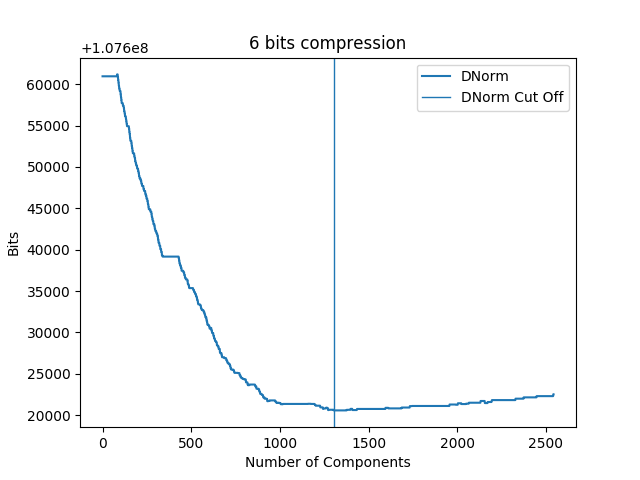 6 bits compression
+1.076e8
DNorm
DNorm Cut Off
60000
55000
50000
45000
40000
35000
30000
25000
20000
Bits
0 500 1000 1500 2000 2500
Number of Components